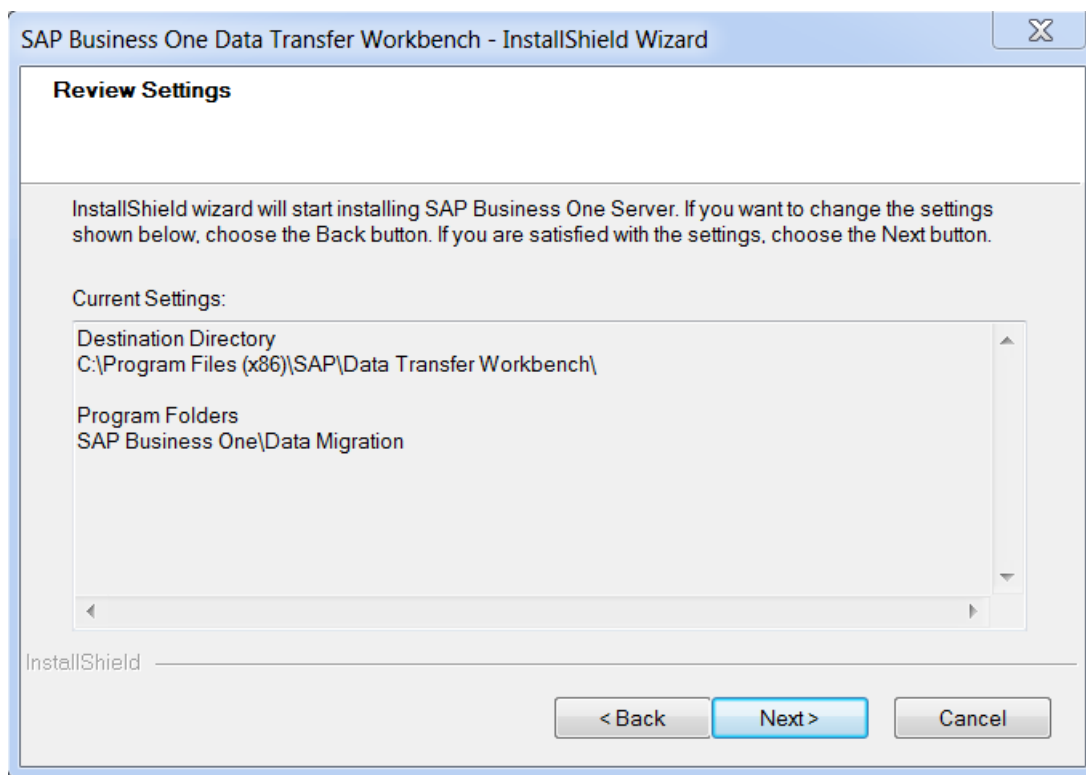 SAP Business One Data Transfer Workbench - InstallShield Wizard
Review Settings
InstallShield wizard will start installing SAP Business One Server. If you want to change the settings
shown below, choose the Back button. If you are satisfied with the settings, choose the Next button.
Current Settings:
Destination Directory
C:\Program Files (x86)\SAP\Data Transfer Workbench\
Program Folders
SAP Business One\Data Migration
InstallShield
< Back
Next >
Cancel